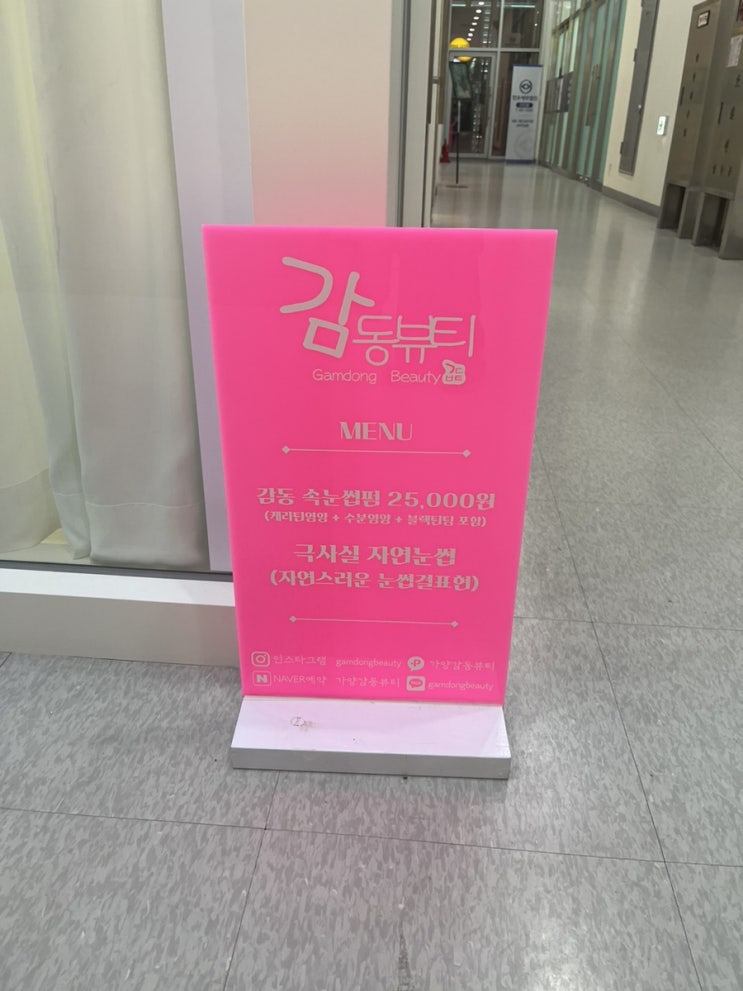 감동뷰티
Gamdong Beauty
MENU
감동 속눈썹펌 25,000원
(케라틴영양 + 수분영양 + 블랙틴팅 포함)
극사실 자연눈썹
(자연스러운 눈썹결표현)
인스타그램 gamdongbeauty 가양감동뷰티
NAVER예약 가양감동뷰티 gamdongbeauty